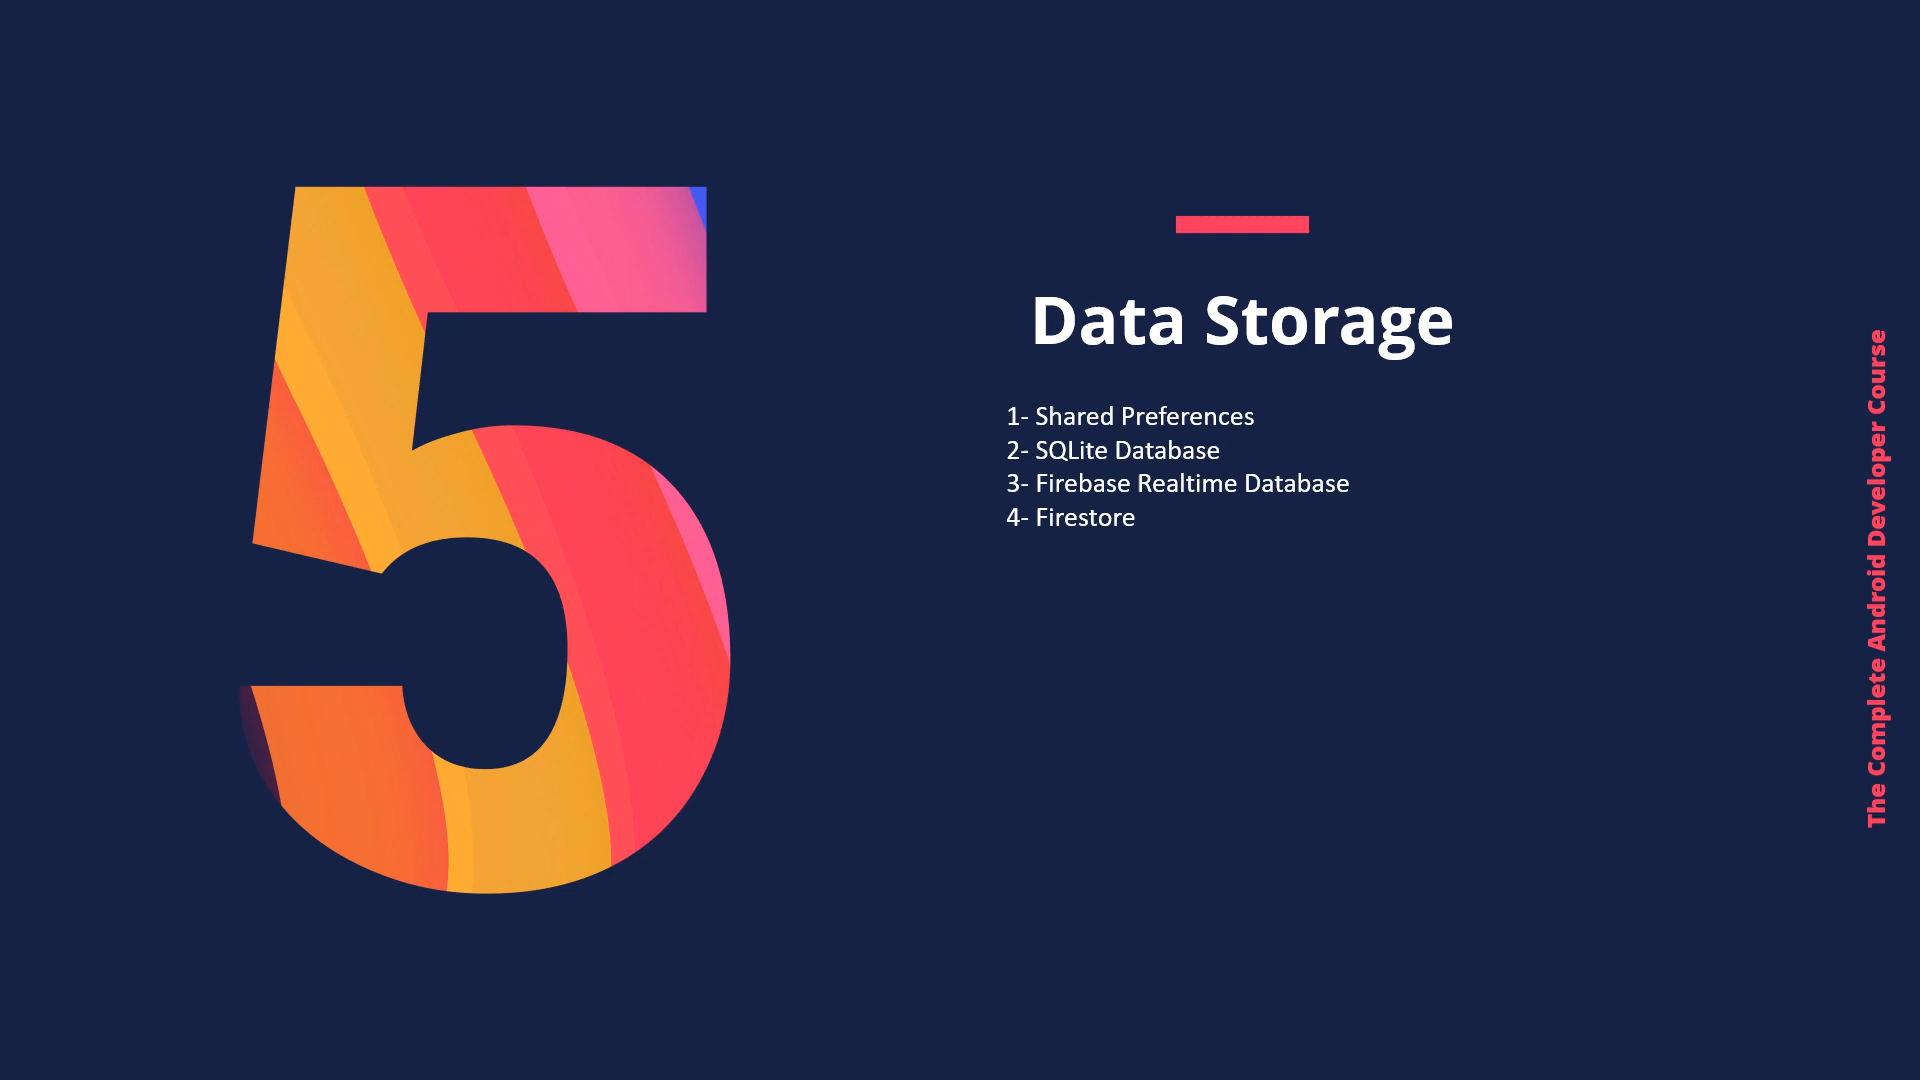 5
Data Storage
1- Shared Preferences
2- SQLite Database
3- Firebase Realtime Database
4- Firestore
The Complete Android Developer Course